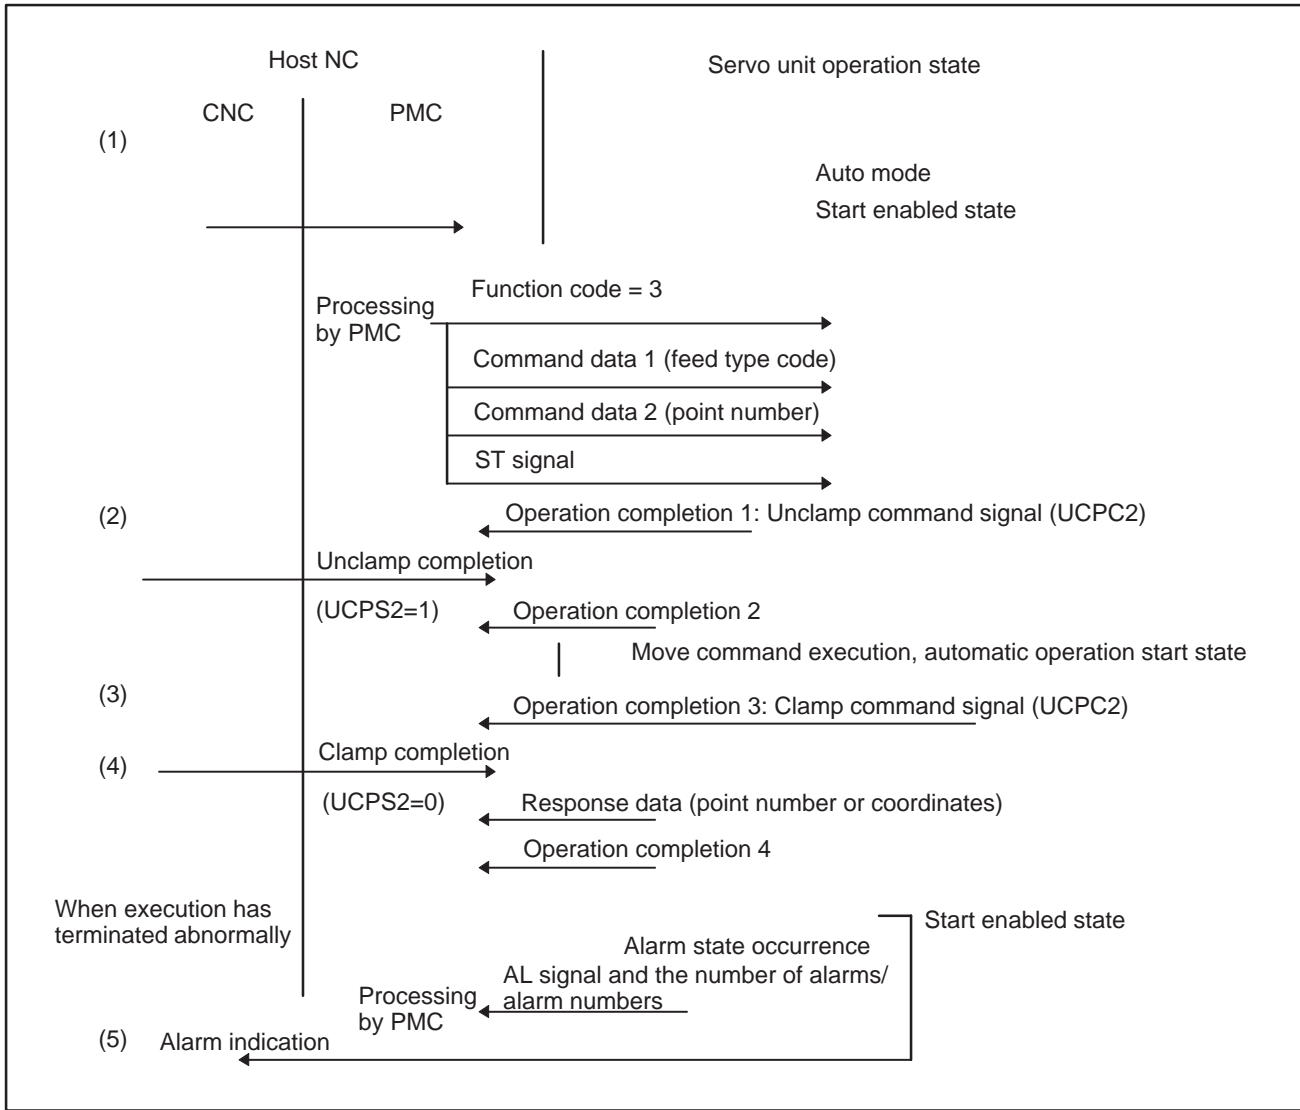 Host NC
Servo unit operation state
CNC
PMC
(1)
Auto mode
Start enabled state
Function code = 3
Processing
by PMC
Command data 1 (feed type code)
Command data 2 (point number)
ST signal
(2)
Operation completion 1: Unclamp command signal (UCPC2)
Unclamp completion
(UCPS2=1)
Operation completion 2
Move command execution, automatic operation start state
(3)
Operation completion 3: Clamp command signal (UCPC2)
Clamp completion
(4)
(UCPS2=0)
Response data (point number or coordinates)
Operation completion 4
When execution has
terminated abnormally
Start enabled state
Alarm state occurrence
AL signal and the number of alarms/
alarm numbers
Processing
by PMC
(5)
Alarm indication